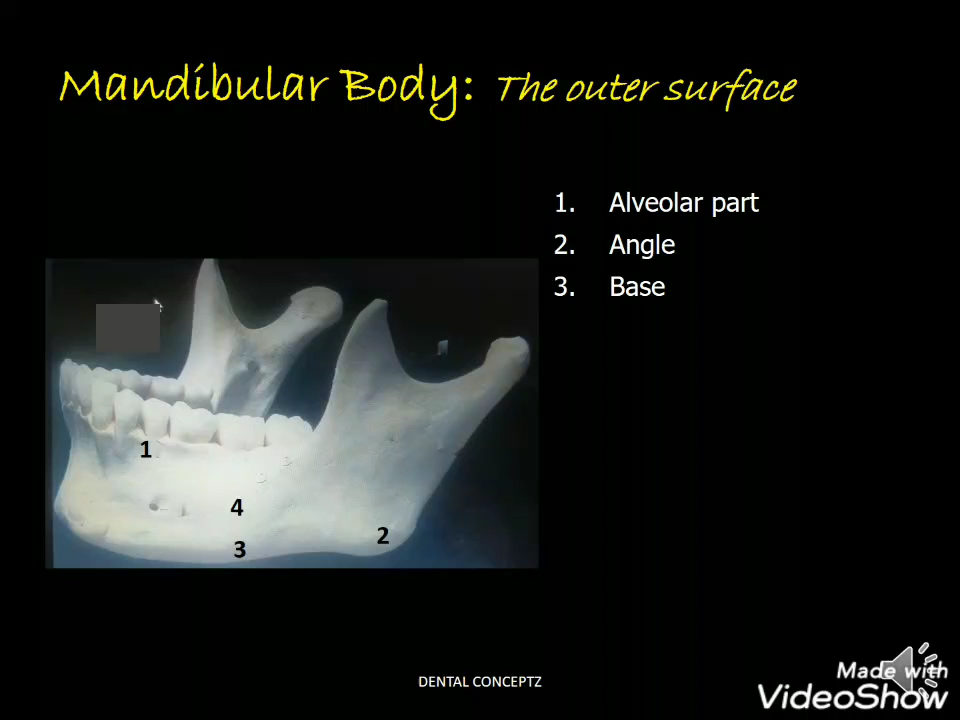 Mandibular Body: The outer surface
1. Alveolar part
2. Angle
3. Base
1
4
2
3
DENTAL CONCEPTZ
Made with
VideoShow